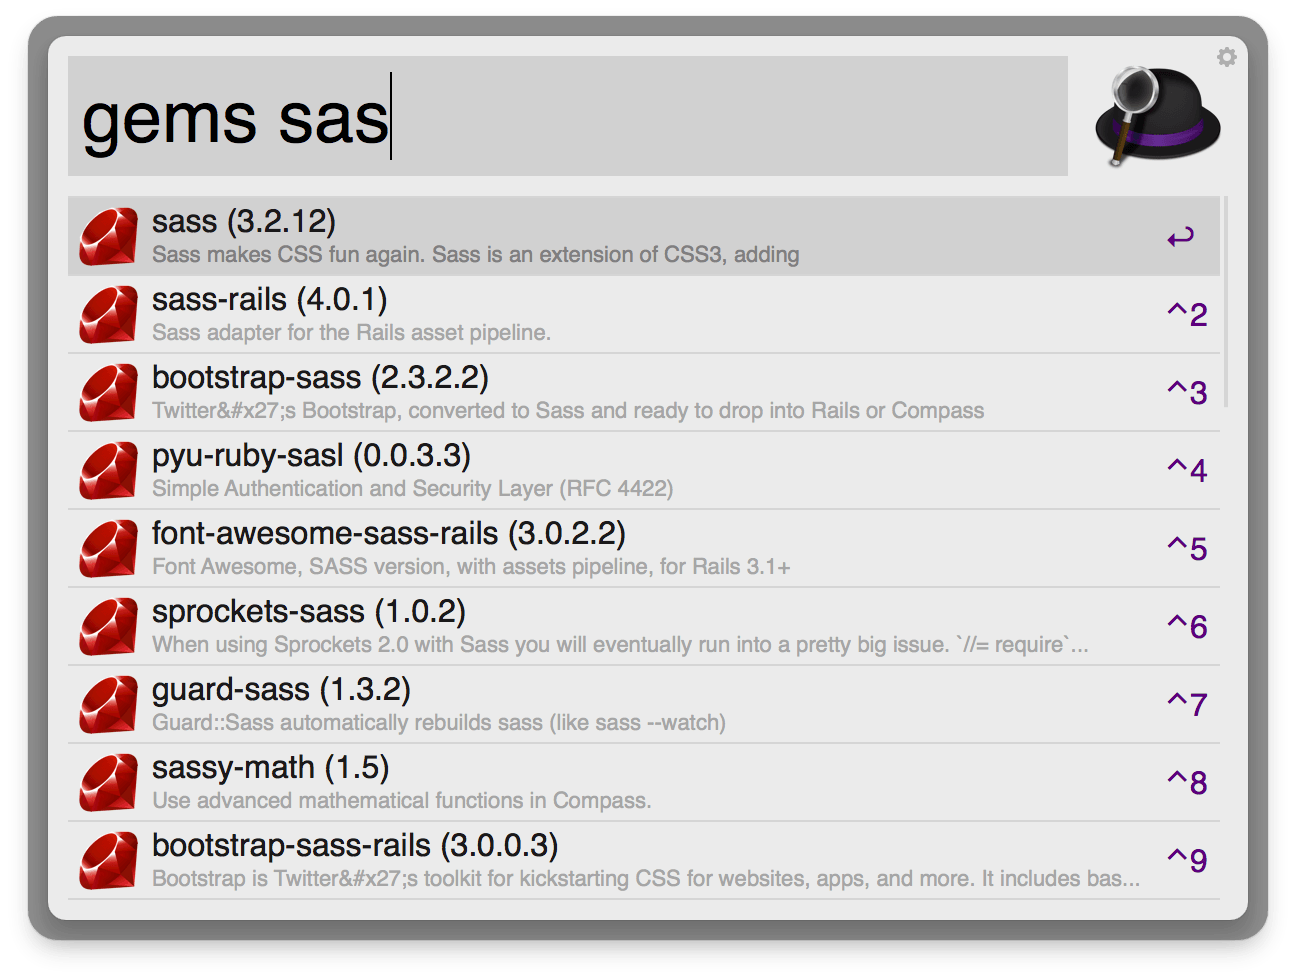 gems sas
sass (3.2.12)
Sass makes CSS fun again. Sass is an extension of CSS3, adding
↩
sass-rails (4.0.1)
Sass adapter for the Rails asset pipeline.
^2
bootstrap-sass (2.3.2.2)
Twitter&#x27;s Bootstrap, converted to Sass and ready to drop into Rails or Compass
^3
pyu-ruby-sasl (0.0.3.3)
Simple Authentication and Security Layer (RFC 4422)
^4
font-awesome-sass-rails (3.0.2.2)
Font Awesome, SASS version, with assets pipeline, for Rails 3.1+
^5
sprockets-sass (1.0.2)
When using Sprockets 2.0 with Sass you will eventually run into a pretty big issue. `//= require`...
^6
guard-sass (1.3.2)
Guard::Sass automatically rebuilds sass (like sass --watch)
^7
sassy-math (1.5)
Use advanced mathematical functions in Compass.
^8
bootstrap-sass-rails (3.0.0.3)
Bootstrap is Twitter&#x27;s toolkit for kickstarting CSS for websites, apps, and more. It includes bas...
^9